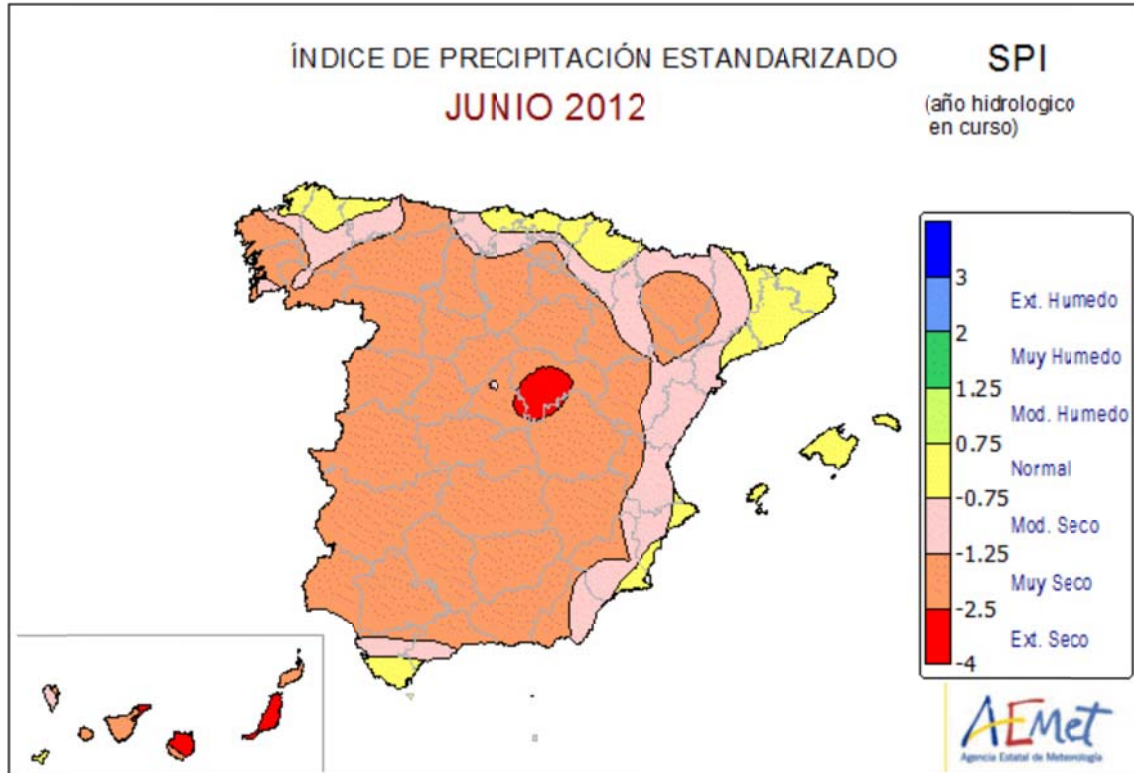 ÍNDICE DE PRECIPITACIÓN ESTANDARIZADO
SPI
JUNIO 2012
(año hidrologico
en curso)
3
Ext. Humedo
2
Muy Humedo
1.25
Mod. Humedo
0.75
Normal
-0.75
Mod. Seco
-1.25
Muy Seco
-2.5
Ext. Seco
-4
AEMet
Agencia Estatal de Meteorología